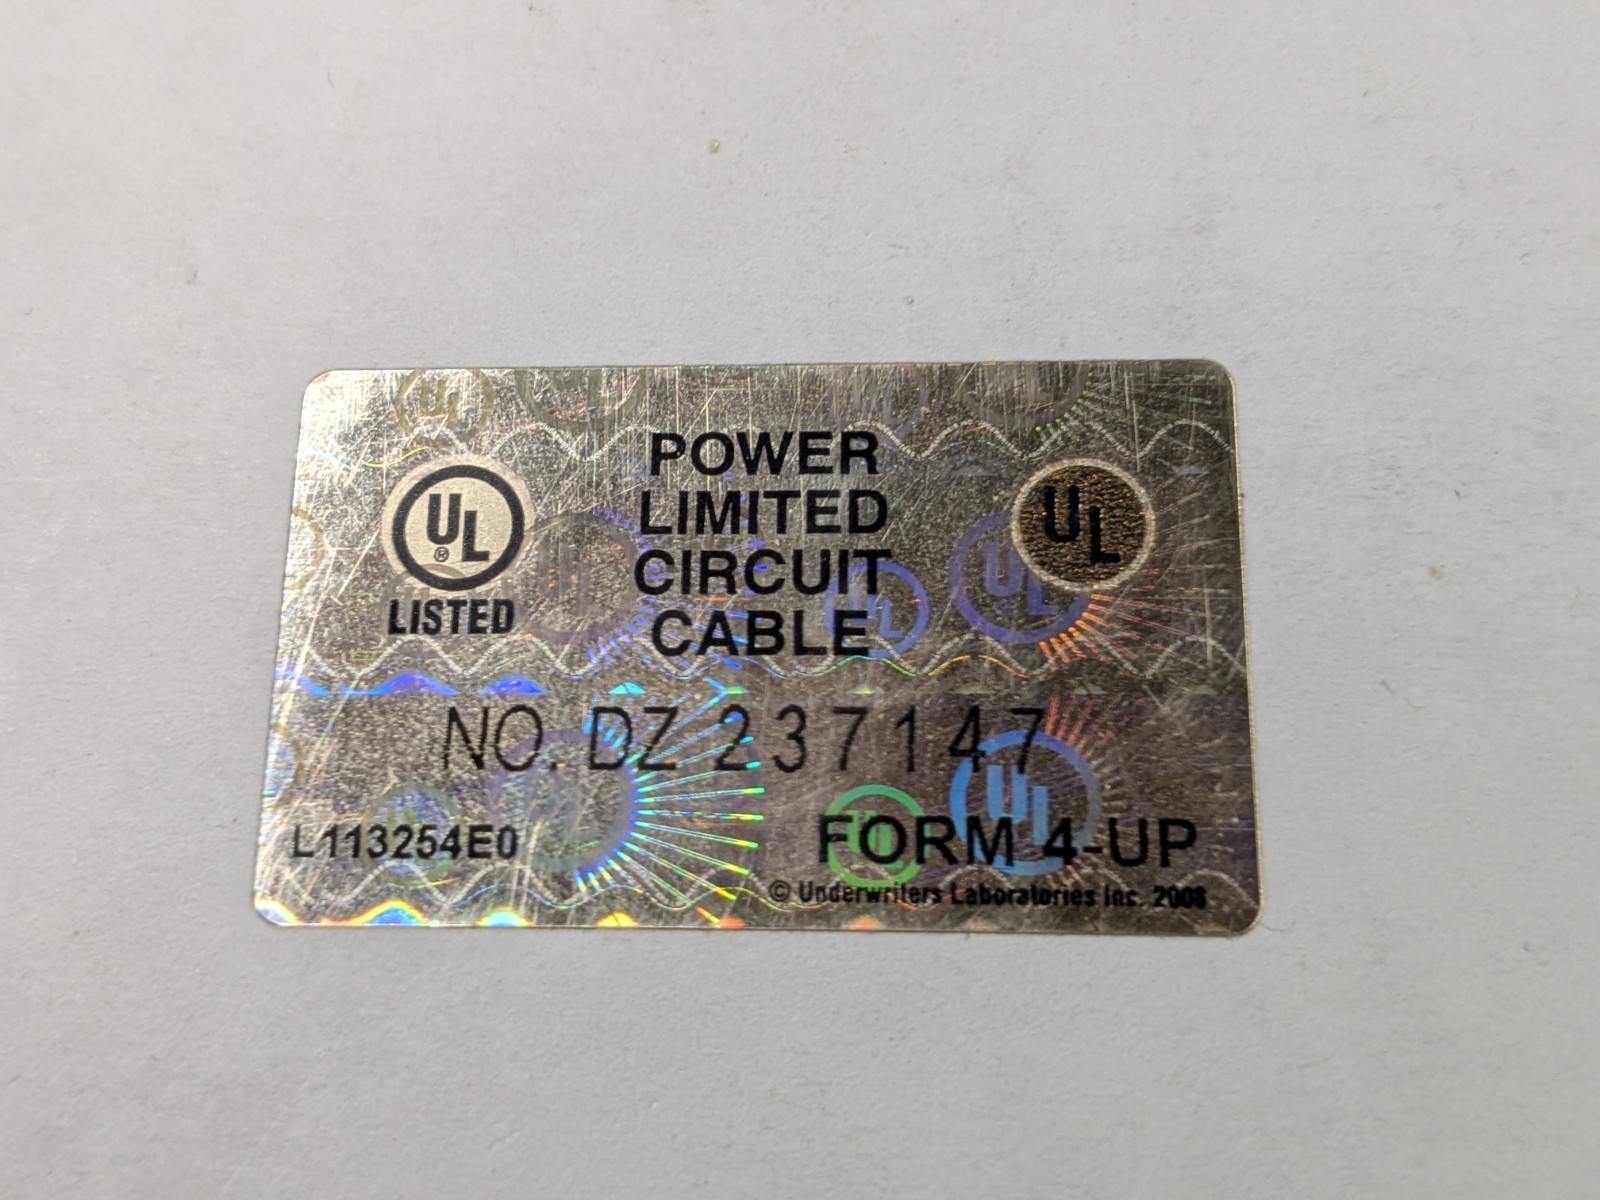 POWER
LIMITED
CIRCUIT
CABLE
UL
®
LISTED
UL
NO. DZ 237147
L113254E0
FORM 4-UP
© Underwriters Laboratories Inc. 2008